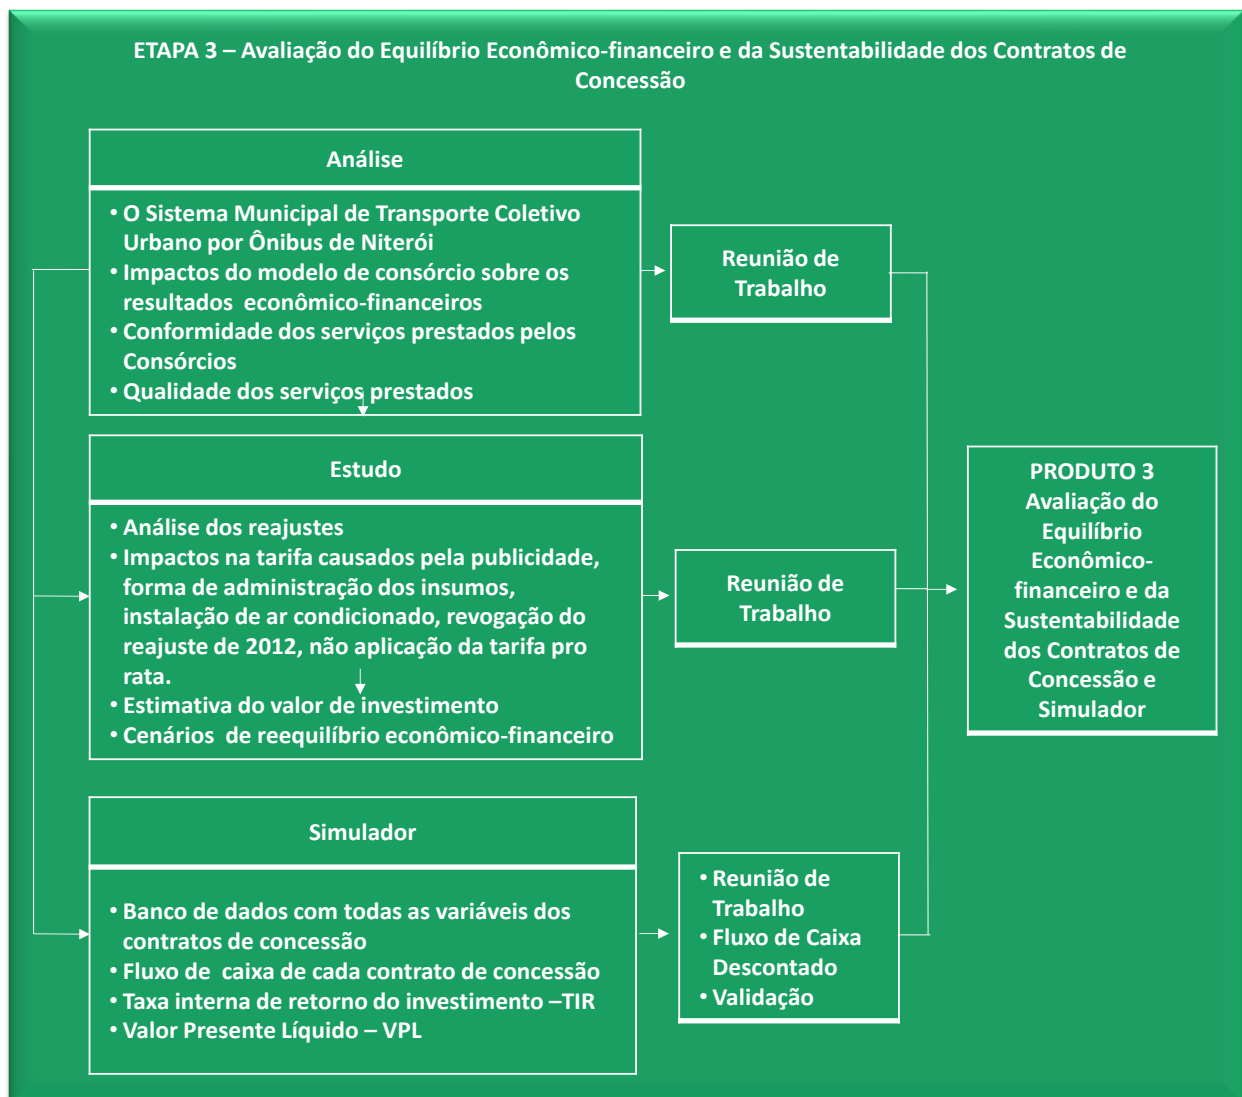 ETAPA 3 – Avaliação do Equilíbrio Econômico-financeiro e da Sustentabilidade dos Contratos de
Concessão
Análise
• O Sistema Municipal de Transporte Coletivo
Urbano por Ônibus de Niterói
• Impactos do modelo de consórcio sobre os
resultados econômico-financeiros
• Conformidade dos serviços prestados pelos
Consórcios
• Qualidade dos serviços prestados
Reunião de
Trabalho
Estudo
• Análise dos reajustes
• Impactos na tarifa causados pela publicidade,
forma de administração dos insumos,
instalação de ar condicionado, revogação do
reajuste de 2012, não aplicação da tarifa pro
rata.
• Estimativa do valor de investimento
• Cenários de reequilíbrio econômico-financeiro
Reunião de
Trabalho
Simulador
• Banco de dados com todas as variáveis dos
contratos de concessão
• Fluxo de caixa de cada contrato de concessão
• Taxa interna de retorno do investimento –TIR
• Valor Presente Líquido – VPL
• Reunião de
Trabalho
• Fluxo de Caixa
Descontado
• Validação
PRODUTO 3
Avaliação do
Equilíbrio
Econômico-
financeiro e da
Sustentabilidade
dos Contratos de
Concessão e
Simulador